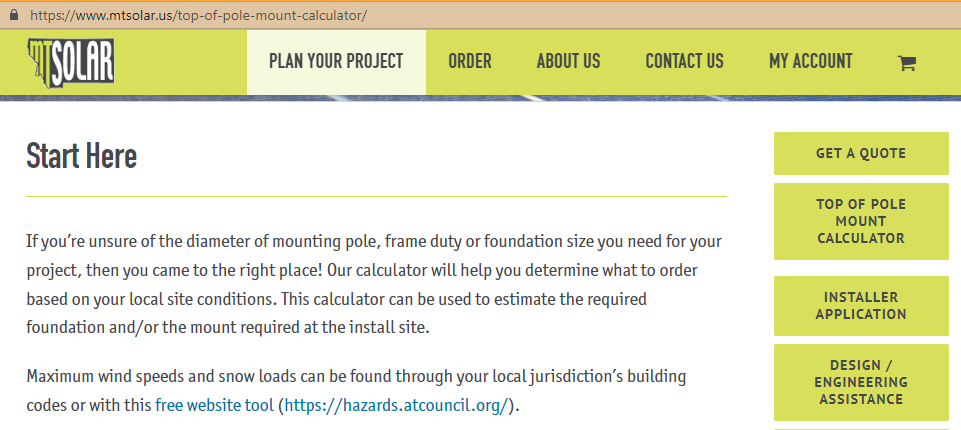 https://www.mtsolar.us/top-of-pole-mount-calculator/
MT SOLAR
PLAN YOUR PROJECT
ORDER
ABOUT US
CONTACT US
MY ACCOUNT
Start Here
If you’re unsure of the diameter of mounting pole, frame duty or foundation size you need for your
project, then you came to the right place! Our calculator will help you determine what to order
based on your local site conditions. This calculator can be used to estimate the required
foundation and/or the mount required at the install site.
Maximum wind speeds and snow loads can be found through your local jurisdiction’s building
codes or with this free website tool (https://hazards.atcouncil.org/).
GET A QUOTE
TOP OF POLE
MOUNT
CALCULATOR
INSTALLER
APPLICATION
DESIGN /
ENGINEERING
ASSISTANCE